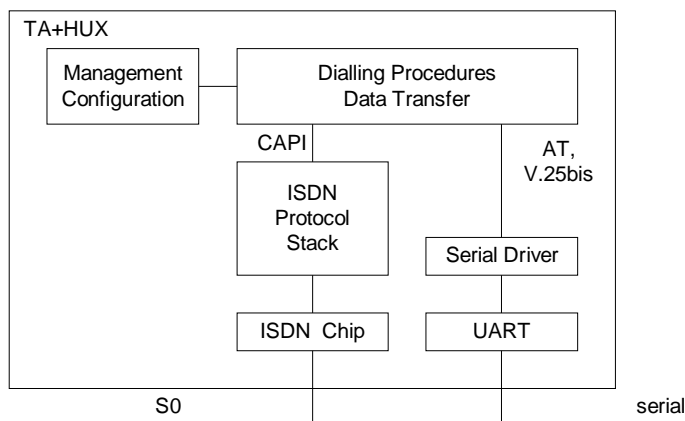 TA+HUX
Management
Configuration
Dialling Procedures
Data Transfer
CAPI
AT,
V.25bis
ISDN
Protocol
Stack
Serial Driver
ISDN Chip
UART
S0
serial